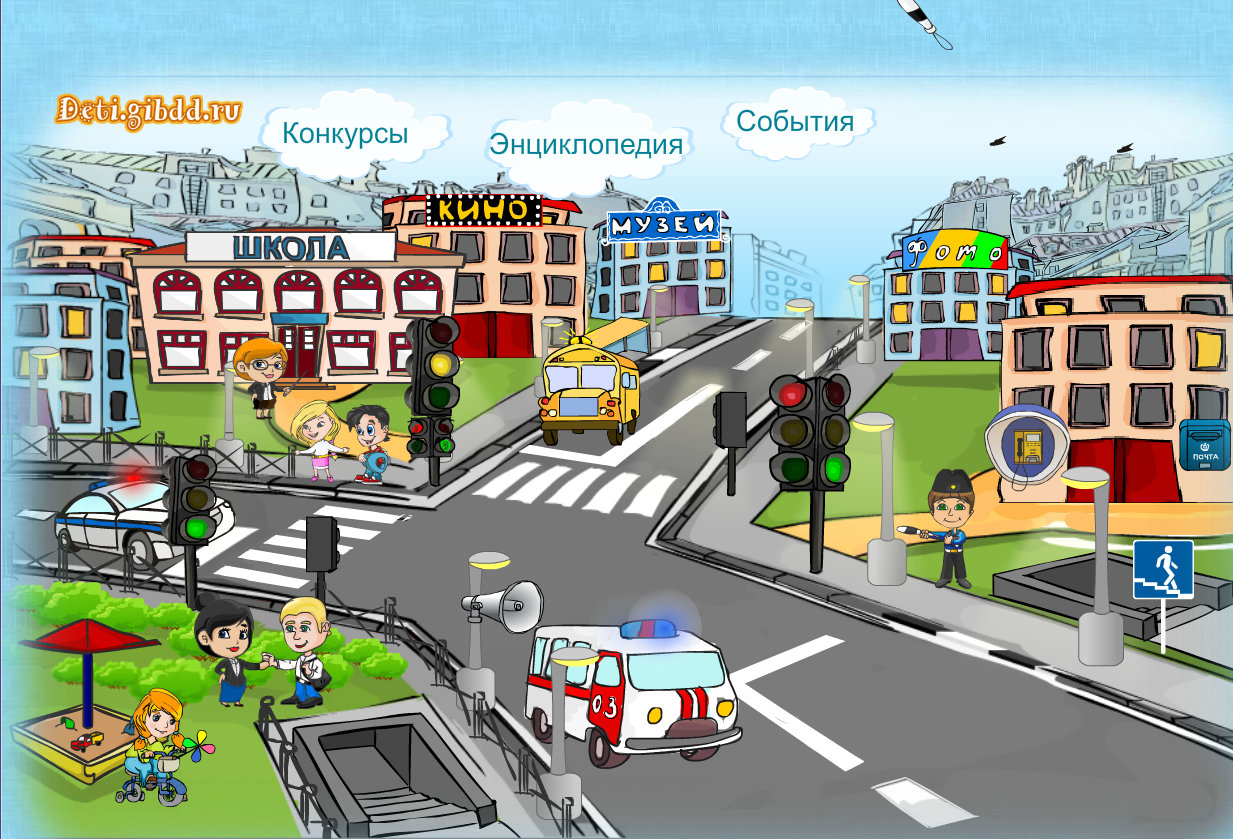 Deti.gibdd.ru
Конкурсы
Энциклопедия
События
КИНО
МУЗЕЙ
ШКОЛА
фото
ПОЧТА
03